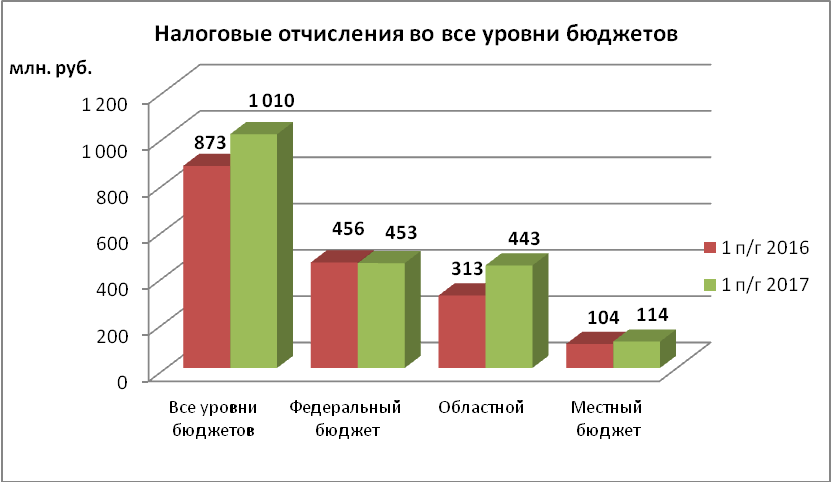 Налоговые отчисления во все уровни бюджетов
млн. руб.
1 200
1 000
800
600
400
200
0
873
1 010
456
453
313
443
104
114
Все уровни
бюджетов
Федеральный
бюджет
Областной
Местный
бюджет
1 п/г 2016
1 п/г 2017